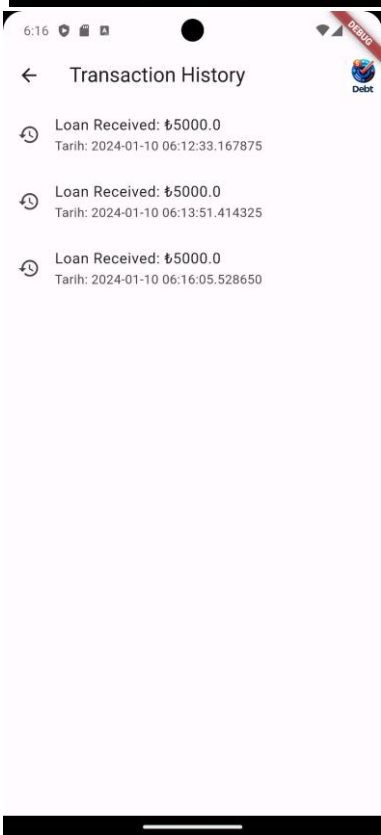 6:16
DEBUG
Transaction History
Debt
Loan Received: ₺5000.0
Tarih: 2024-01-10 06:12:33.167875
Loan Received: ₺5000.0
Tarih: 2024-01-10 06:13:51.414325
Loan Received: ₺5000.0
Tarih: 2024-01-10 06:16:05.528650